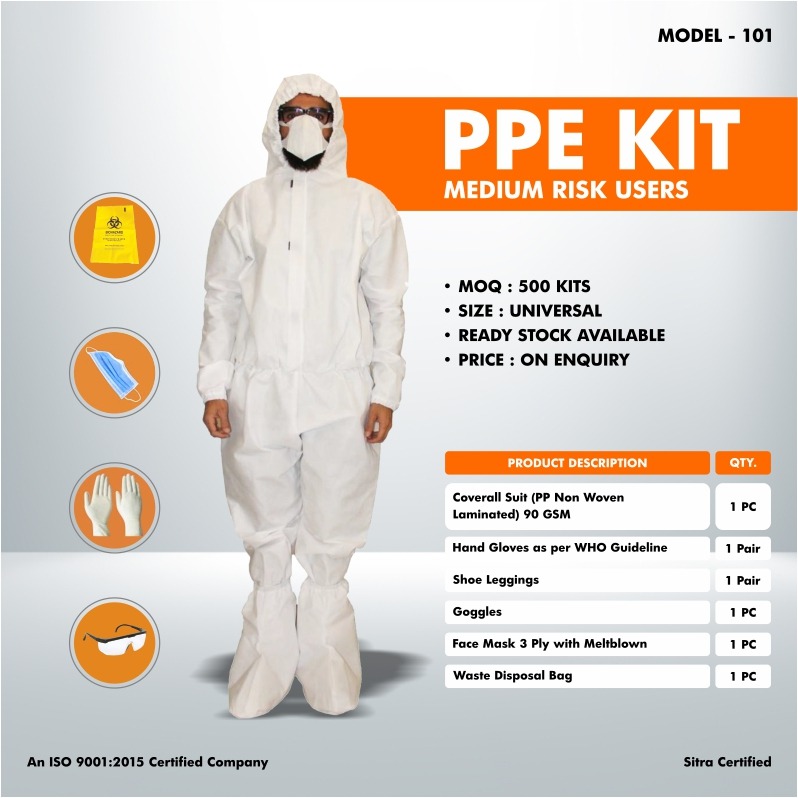 MODEL - 101
PPE KIT
MEDIUM RISK USERS
BIOHAZARD
• MOQ : 500 KITS
• SIZE : UNIVERSAL
• READY STOCK AVAILABLE
• PRICE : ON ENQUIRY
PRODUCT DESCRIPTION QTY.
Coverall Suit (PP Non Woven
Laminated) 90 GSM 1 PC
Hand Gloves as per WHO Guideline 1 Pair
Shoe Leggings 1 Pair
Goggles 1 PC
Face Mask 3 Ply with Meltblown 1 PC
Waste Disposal Bag 1 PC
An ISO 9001:2015 Certified Company
Sitra Certified